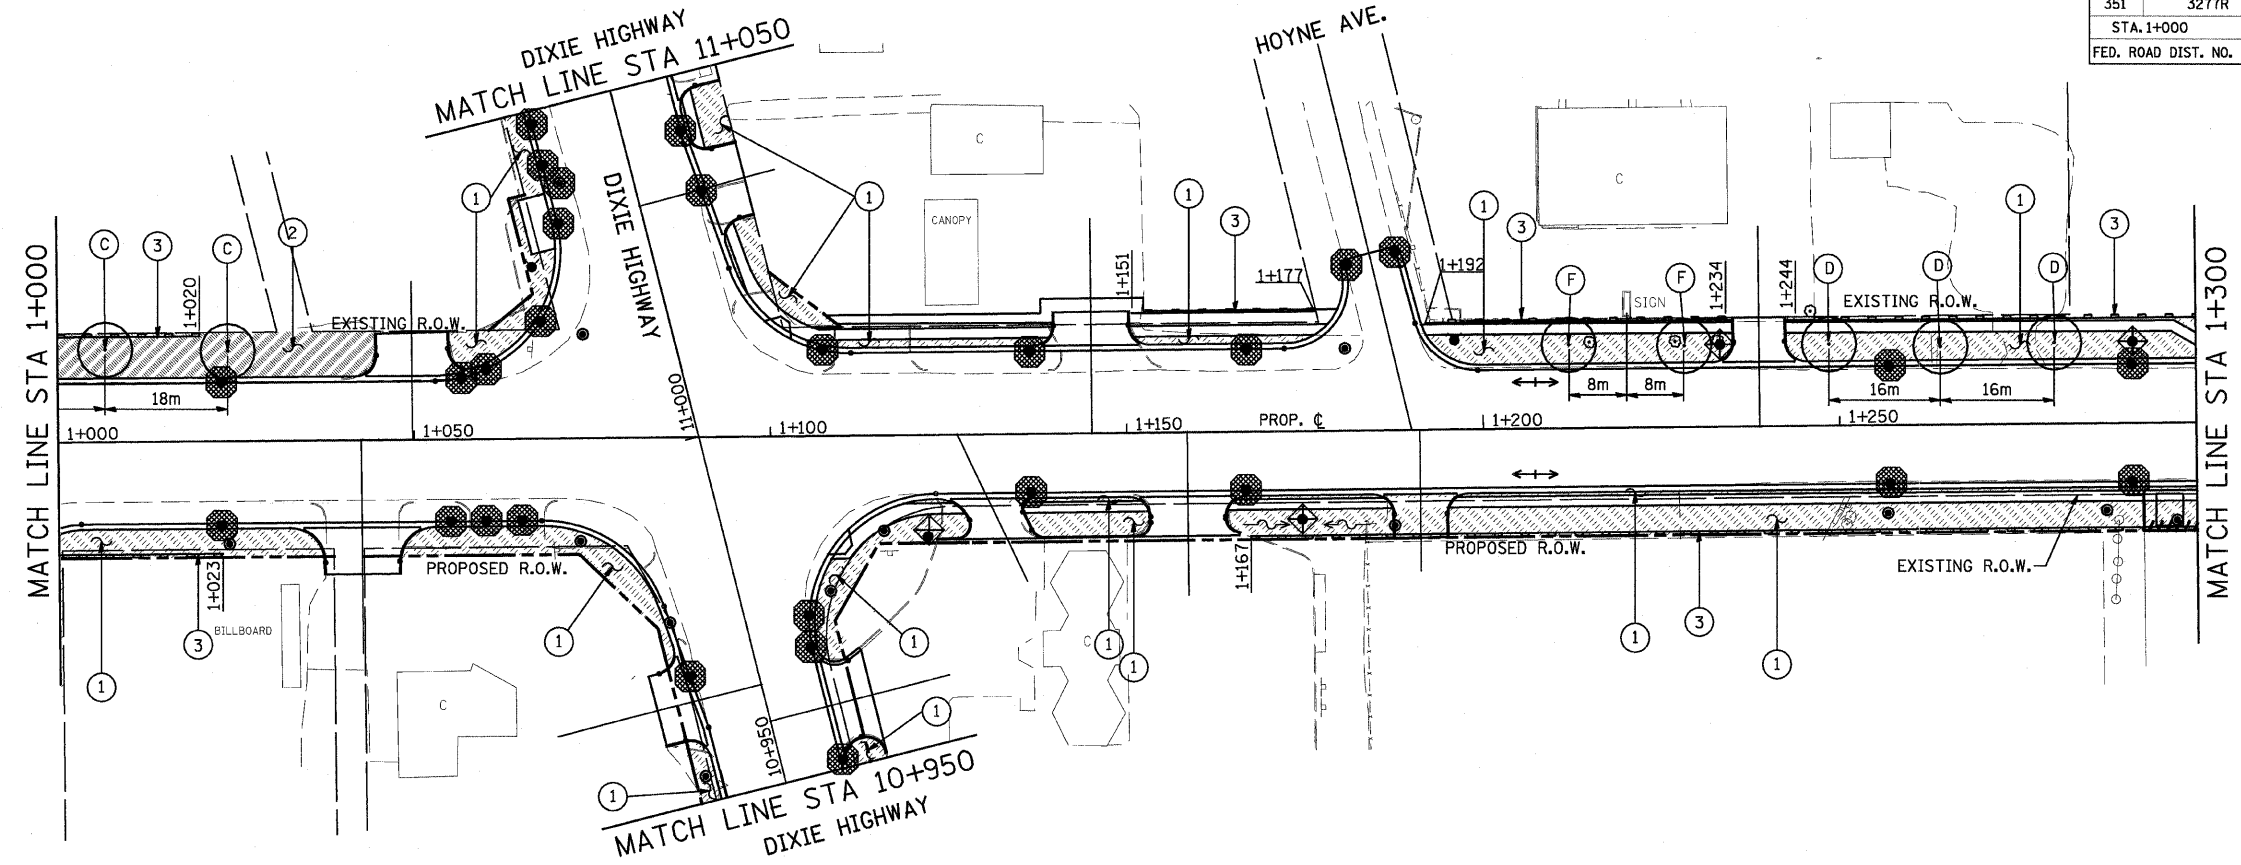 351 3277R
STA. 1+000
FED. ROAD DIST. NO.
DIXIE HIGHWAY
MATCH LINE STA 11+050
HOYNE AVE.
C
C
CANOPY
DIXIE HIGHWAY
1
1
1
3
1
3
1
3
C
3
C
2
F
F
D
D
D
1+020
1+151
1+177
1+192
1+234
1+244
SIGN
EXISTING R.O.W.
EXISTING R.O.W.
MATCH LINE STA 1+000
MATCH LINE STA 1+300
18m
8m
8m
16m
16m
11+000
1+000
1+050
1+100
1+150
PROP. ℄
1+200
1+250
PROPOSED R.O.W.
PROPOSED R.O.W.
EXISTING R.O.W.
1+023
1+167
BILLBOARD
3
1
1
1
1
1
1
3
1
1
C
C
1
1
10+950
MATCH LINE STA 10+950
DIXIE HIGHWAY